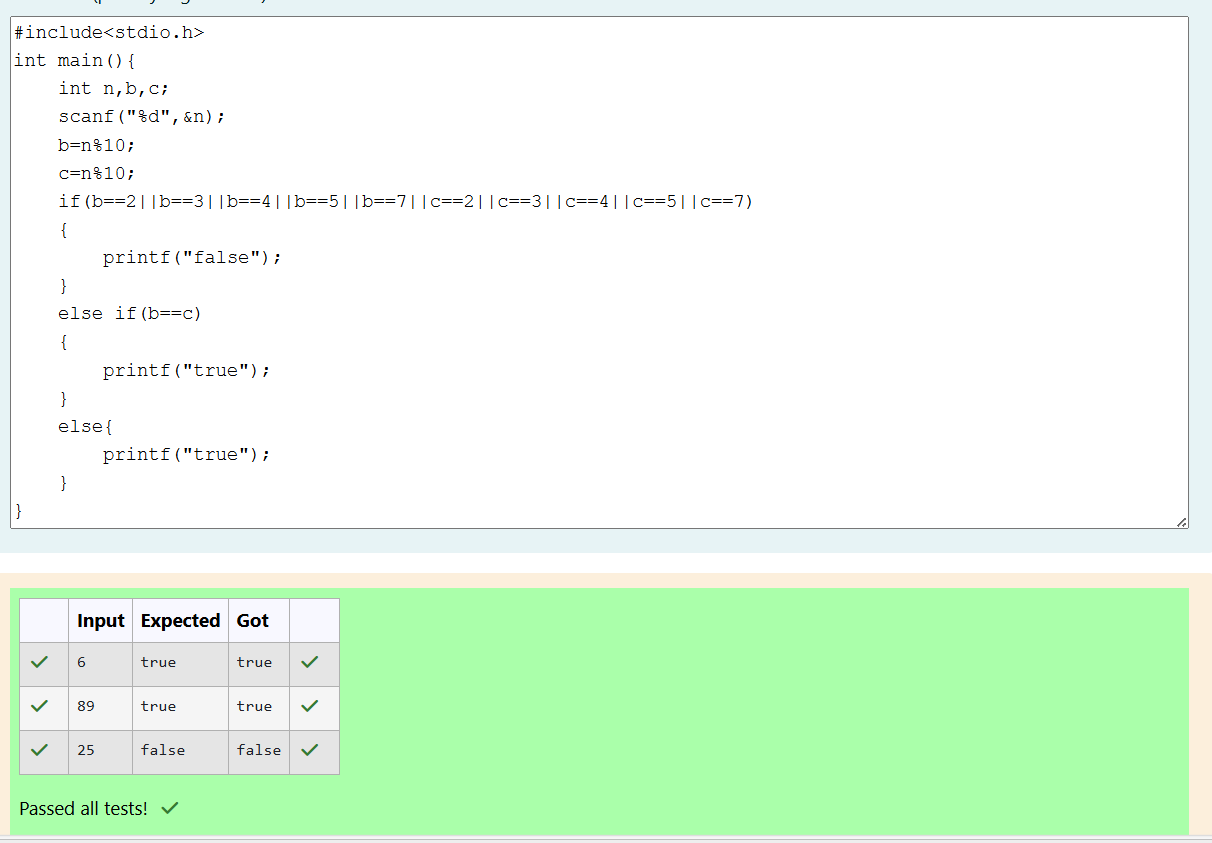 #include<stdio.h>
int main(){
    int n,b,c;
    scanf("%d",&n);
    b=n%10;
    c=n%10;
    if(b==2||b==3||b==4||b==5||b==7||c==2||c==3||c==4||c==5||c==7)
    {
        printf("false");
    }
    else if(b==c)
    {
        printf("true");
    }
    else{
        printf("true");
    }
}
Input Expected Got
6 true true
89 true true
25 false false
Passed all tests!